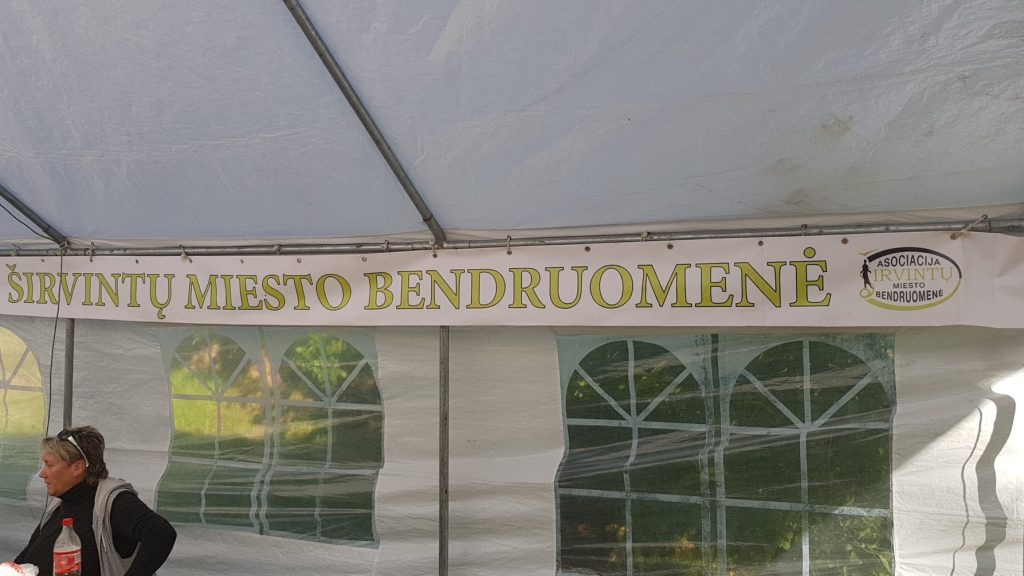 ŠIRVINTŲ MIESTO BENDRUOMENĖ
ASOCIACIJA
ŠIRVINTŲ
MIESTO
BENDRUOMENĖ